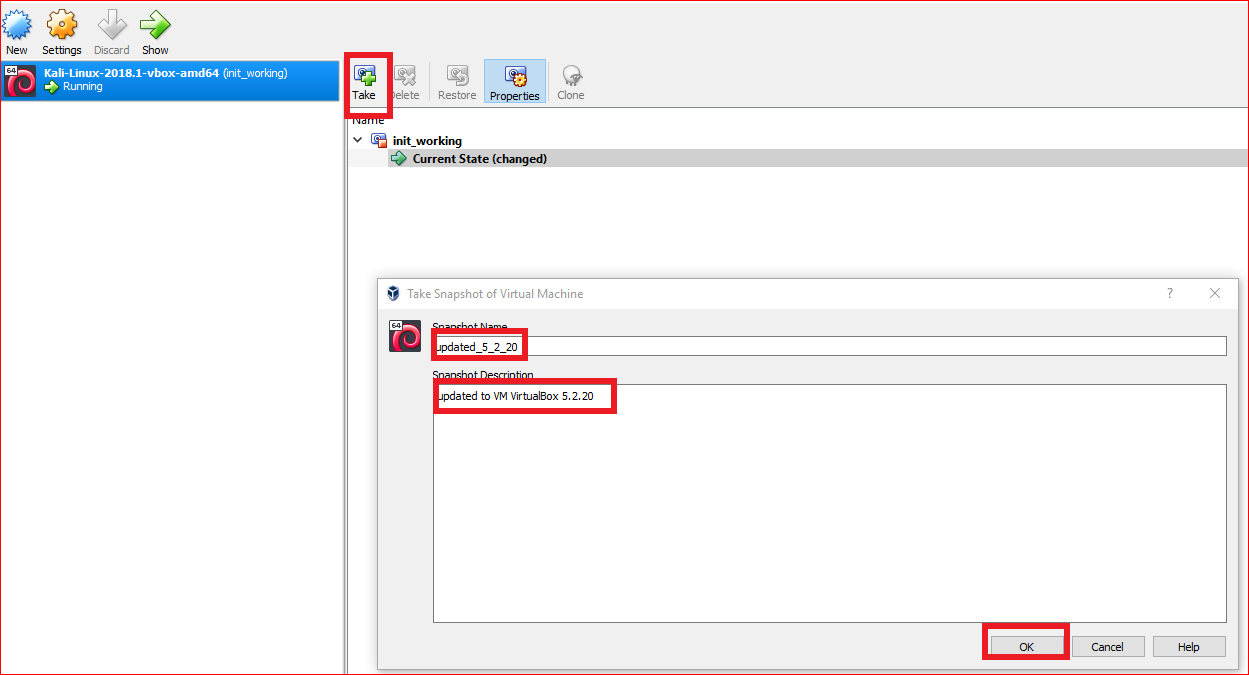 New Settings Discard Show
64 Kali-Linux-2018.1-vbox-amd64 (init_working)
Running
Take Delete Restore Properties Clone
Name
init_working
Current State (changed)
Take Snapshot of Virtual Machine ?
64
Snapshot Name
updated_5_2_20
Snapshot Description
updated to VM VirtualBox 5.2.20
OK Cancel Help